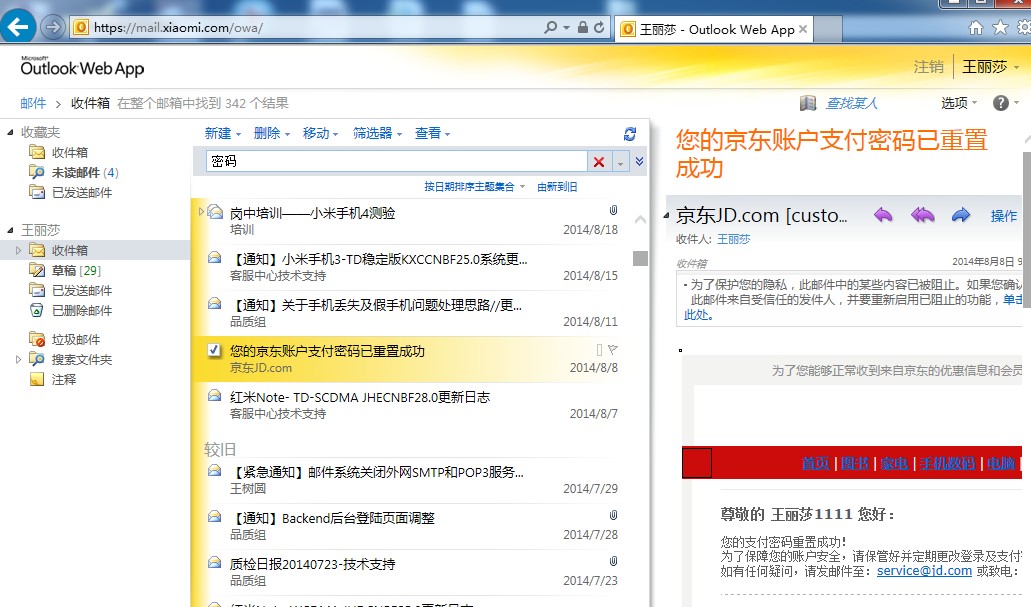 https://mail.xiaomi.com/owa/
王丽莎 - Outlook Web App
Microsoft
Outlook Web App
注销
王丽莎
邮件 > 收件箱 在整个邮箱中找到 342 个结果
查找某人
选项
收藏夹
收件箱
未读邮件 (4)
已发送邮件
王丽莎
收件箱
草稿 [29]
已发送邮件
已删除邮件
垃圾邮件
搜索文件夹
注释
新建
删除
移动
筛选器
查看
密码
按日期排序主题集合
由新到旧
岗中培训——小米手机4测验
培训
2014/8/18
【通知】小米手机3-TD稳定版KXCCNBF25.0系统更...
客服中心技术支持
2014/8/15
【通知】关于手机丢失及假手机问题处理思路//更...
品质组
2014/8/11
您的京东账户支付密码已重置成功
京东JD.com
2014/8/8
红米Note- TD-SCDMA JHECNBF28.0更新日志
客服中心技术支持
2014/8/7
较旧
【紧急通知】邮件系统关闭外网SMTP和POP3服务...
王树圆
2014/7/29
【通知】Backend后台登陆页面调整
品质组
2014/7/28
质检日报20140723-技术支持
品质组
2014/7/23
您的京东账户支付密码已重置
成功
京东JD.com [custo...
操作
收件人: 王丽莎
收件箱
2014年8月8日 9
为了保护您的隐私，此邮件中的某些内容已被阻止。如果您确认
此邮件来自受信任的发件人，并要重新启用已阻止的功能，单击
此处。
为了您能够正常收到来自京东的优惠信息和会员
首页 | 图书 | 家电 | 手机数码 | 电脑 |
尊敬的 王丽莎1111 您好：
您的支付密码重置成功！
为了保障您的账户安全，请保管好并定期更改登录及支付
如有任何疑问，请发邮件至：service@jd.com 或致电：